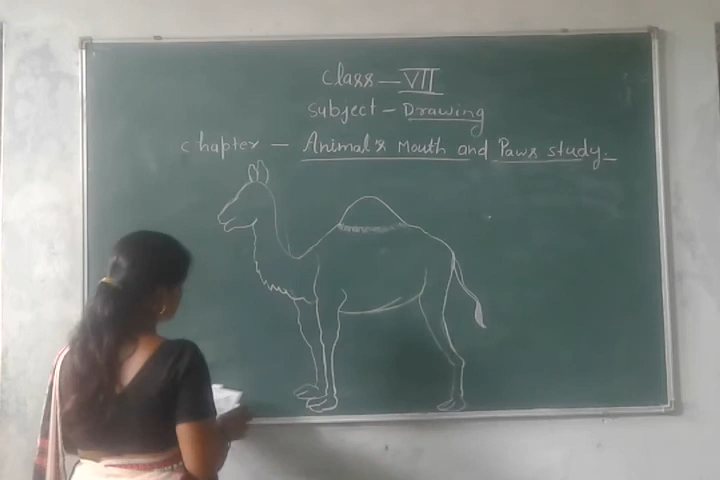 Class - VII
Subject - Drawing
Chapter - Animal's Mouth and Paws study.